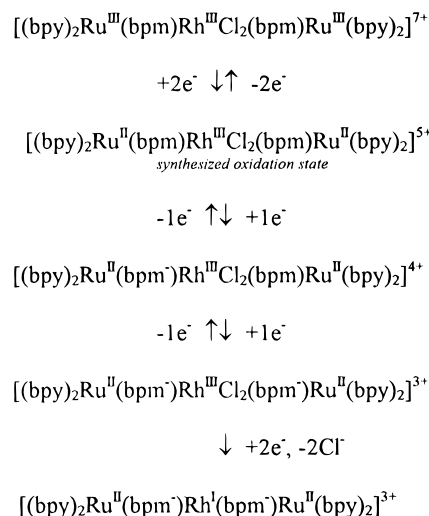 [(bpy)₂Ruᴵᴵᴵ(bpm)RhᴵᴵᴵCl₂(bpm)Ruᴵᴵᴵ(bpy)₂]⁷⁺
+2e⁻ ↓↑ -2e⁻
[(bpy)₂Ruᴵᴵ(bpm)RhᴵᴵᴵCl₂(bpm)Ruᴵᴵ(bpy)₂]⁵⁺
synthesized oxidation state
-1e⁻ ↑↓ +1e⁻
[(bpy)₂Ruᴵᴵ(bpm⁻)Rhᴵᴵᴵ​Cl₂(bpm)Ruᴵᴵ(bpy)₂]⁴⁺
-1e⁻ ↑↓ +1e⁻
[(bpy)₂Ruᴵᴵ(bpm⁻)RhᴵᴵᴵCl₂(bpm⁻)Ruᴵᴵ(bpy)₂]³⁺
↓ +2e⁻, -2Cl⁻
[(bpy)₂Ruᴵᴵ(bpm⁻)Rhᴵ(bpm⁻)Ruᴵᴵ(bpy)₂]³⁺